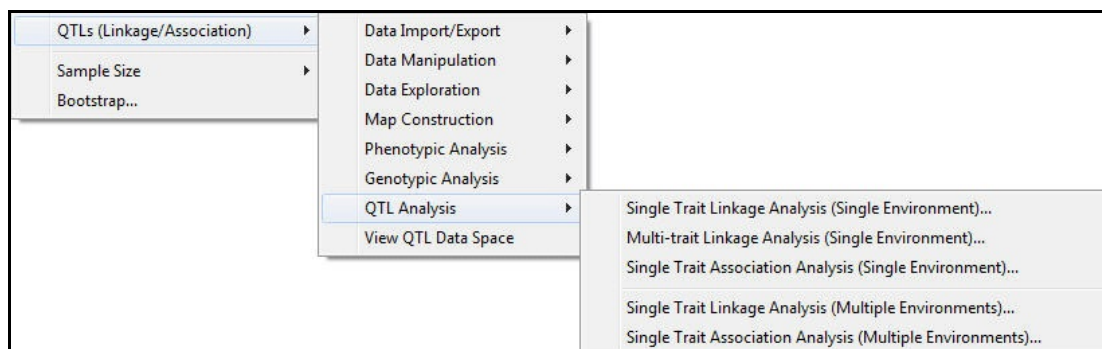 QTLs (Linkage/Association)
Sample Size
Bootstrap...
Data Import/Export
Data Manipulation
Data Exploration
Map Construction
Phenotypic Analysis
Genotypic Analysis
QTL Analysis
View QTL Data Space
Single Trait Linkage Analysis (Single Environment)...
Multi-trait Linkage Analysis (Single Environment)...
Single Trait Association Analysis (Single Environment)...
Single Trait Linkage Analysis (Multiple Environments)...
Single Trait Association Analysis (Multiple Environments)...